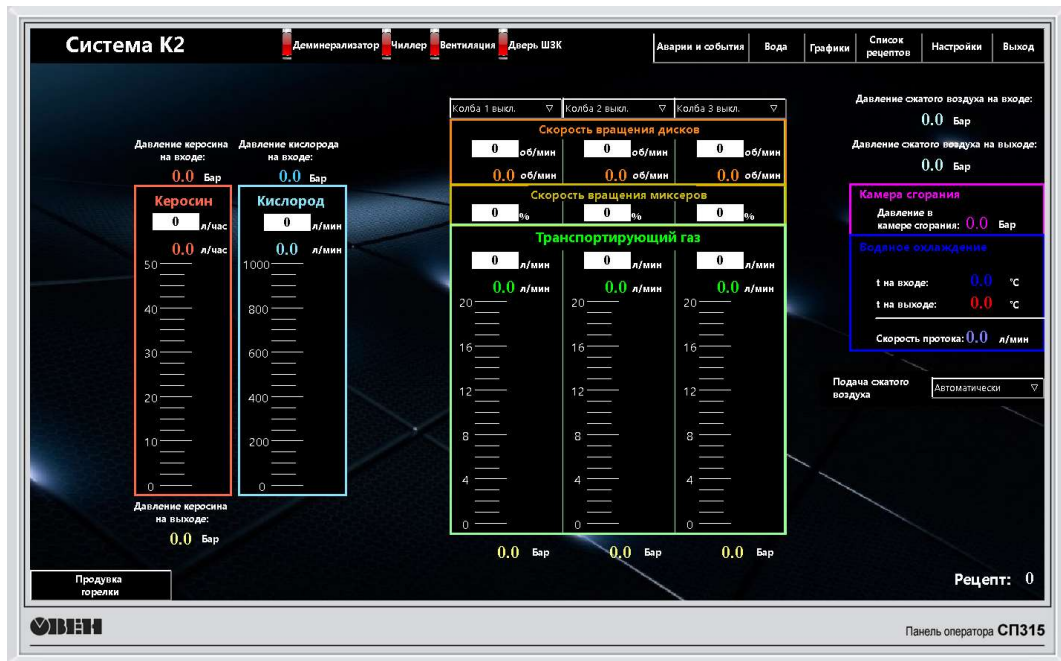 Система К2
Деминерализатор
Чиллер
Вентиляция
Дверь ШЗК
Аварии и события
Вода
Графики
Список
рецептов
Настройки
Выход
Давление керосина
на входе:
0.0 Бар
Давление кислорода
на входе:
0.0 Бар
Керосин
0 л/час
0.0 л/час
50
40
30
20
10
0
Кислород
0 л/мин
0.0 л/мин
1000
800
600
400
200
0
Давление керосина
на выходе:
0.0 Бар
Колба 1 выкл. ▽
Колба 2 выкл. ▽
Колба 3 выкл. ▽
Скорость вращения дисков
0 об/мин 0 об/мин 0 об/мин
0.0 об/мин 0.0 об/мин 0.0 об/мин
Скорость вращения миксеров
0 % 0 % 0 %
Транспортирующий газ
0 л/мин 0 л/мин 0 л/мин
0.0 л/мин 0.0 л/мин 0.0 л/мин
20 20 20
16 16 16
12 12 12
8 8 8
4 4 4
0 0 0
0.0 Бар 0.0 Бар 0.0 Бар
Давление сжатого воздуха на входе:
0.0 Бар
Давление сжатого воздуха на выходе:
0.0 Бар
Камера сгорания
Давление в
камере сгорания: 0.0 Бар
Водяное охлаждение
t на входе: 0.0 °C
t на выходе: 0.0 °C
Скорость протока: 0.0 л/мин
Подача сжатого
воздуха
Автоматически ▽
Продувка
горелки
Рецепт: 0
ОВЕН
Панель оператора СП315